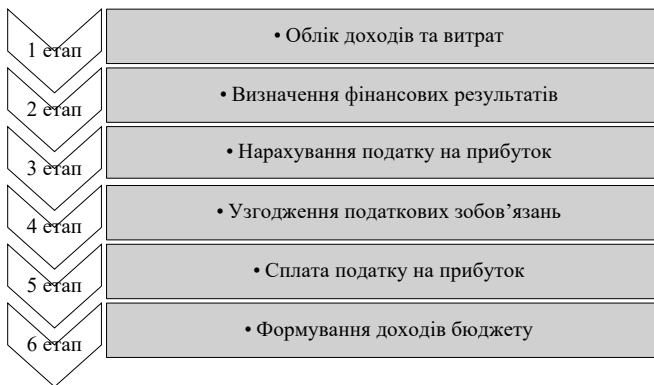 1 етап
• Облік доходів та витрат
2 етап
• Визначення фінансових результатів
3 етап
• Нарахування податку на прибуток
4 етап
• Узгодження податкових зобов’язань
5 етап
• Сплата податку на прибуток
6 етап
• Формування доходів бюджету